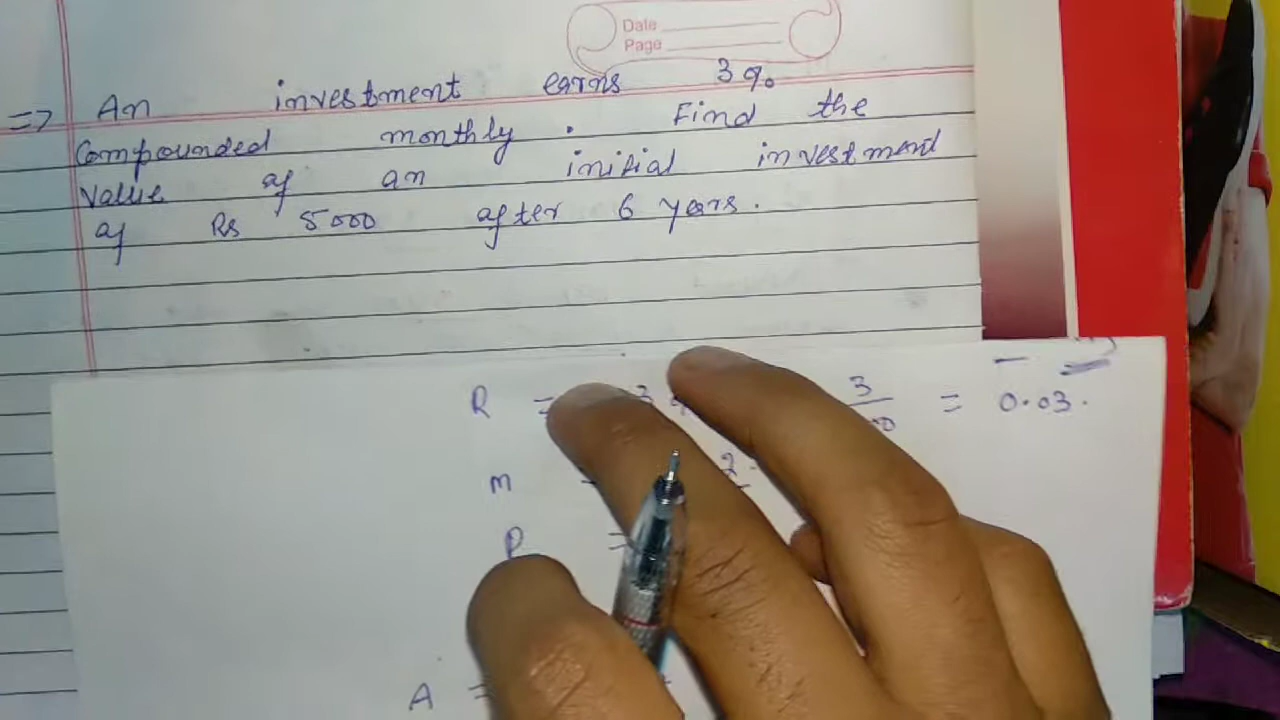 Date
Page
=> An investment earns 3%
Compounded monthly. Find the
value of an initial investment
of Rs 5000 after 6 years.
R = 3 = 0.03.
m
P =
A =